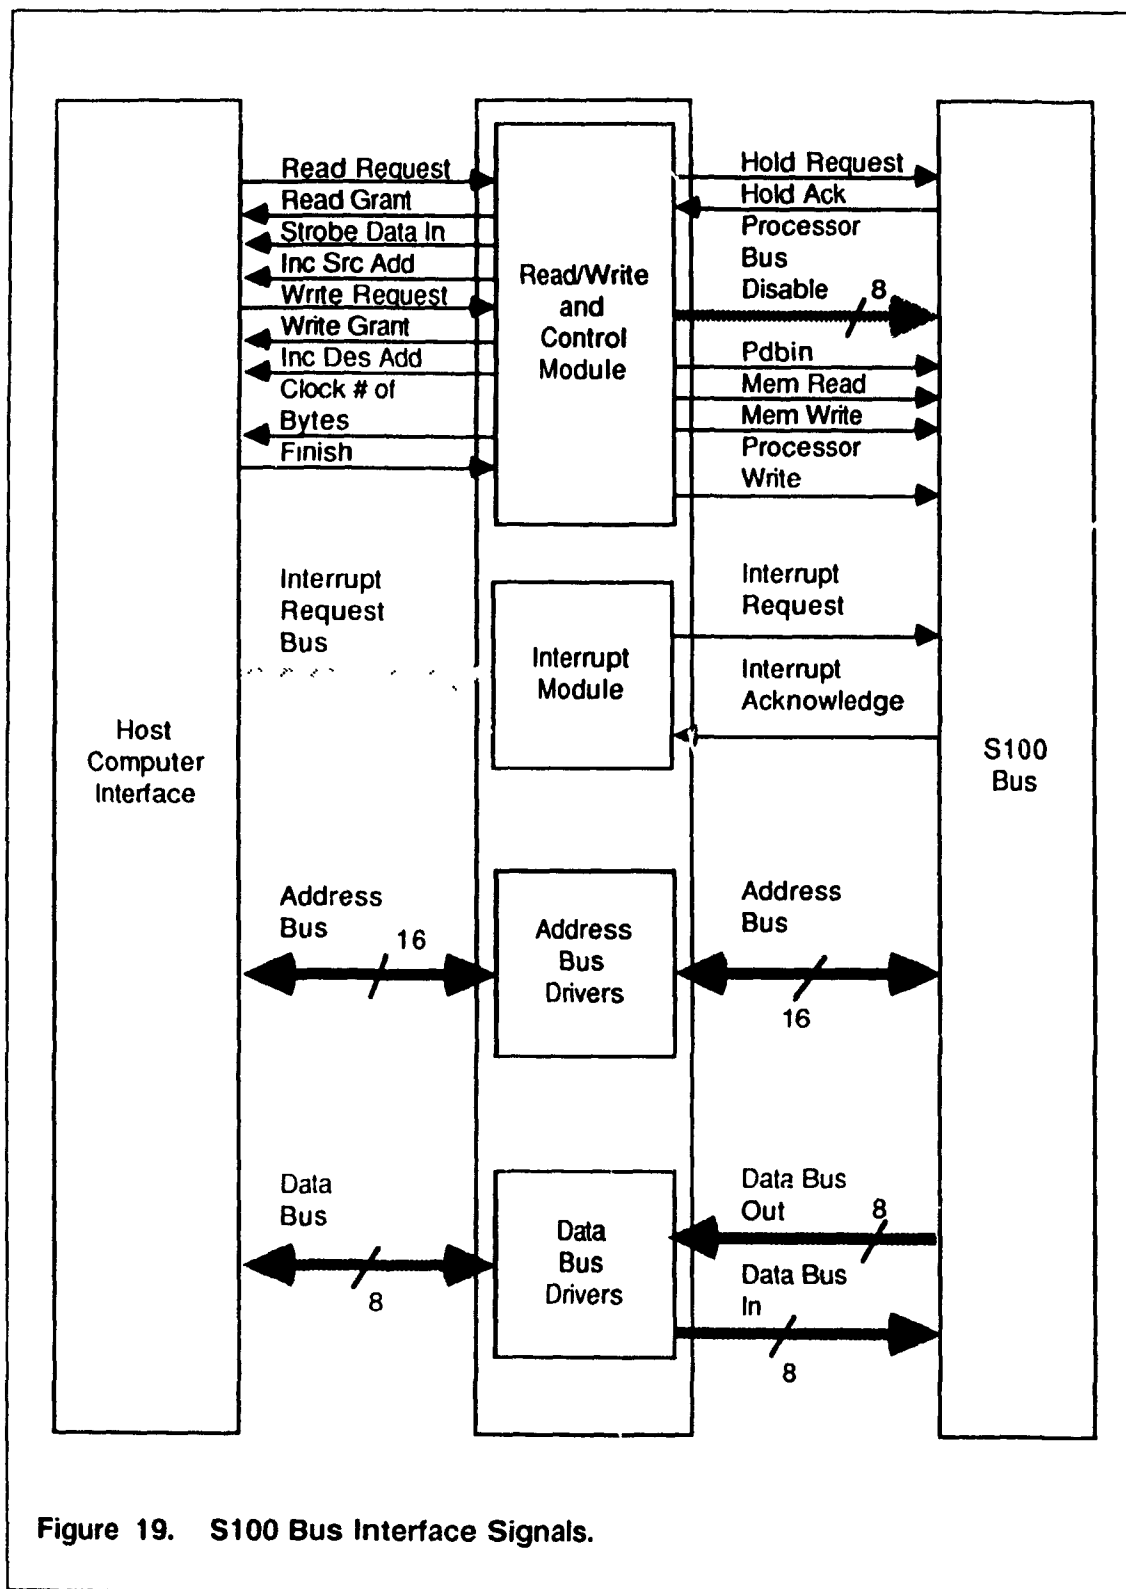 Read Request
Read Grant
Strobe Data In
Inc Src Add
Write Request
Write Grant
Inc Des Add
Clock # of
Bytes
Finish
Interrupt
Request
Bus
Host
Computer
Interface
Address
Bus
16
Data
Bus
8
Read/Write
and
Control
Module
Interrupt
Module
Address
Bus
Drivers
Data
Bus
Drivers
Hold Request
Hold Ack
Processor
Bus
Disable
8
Pdbin
Mem Read
Mem Write
Processor
Write
Interrupt
Request
Interrupt
Acknowledge
Address
Bus
16
Data Bus
Out
8
Data Bus
In
8
S100
Bus
Figure 19. S100 Bus Interface Signals.